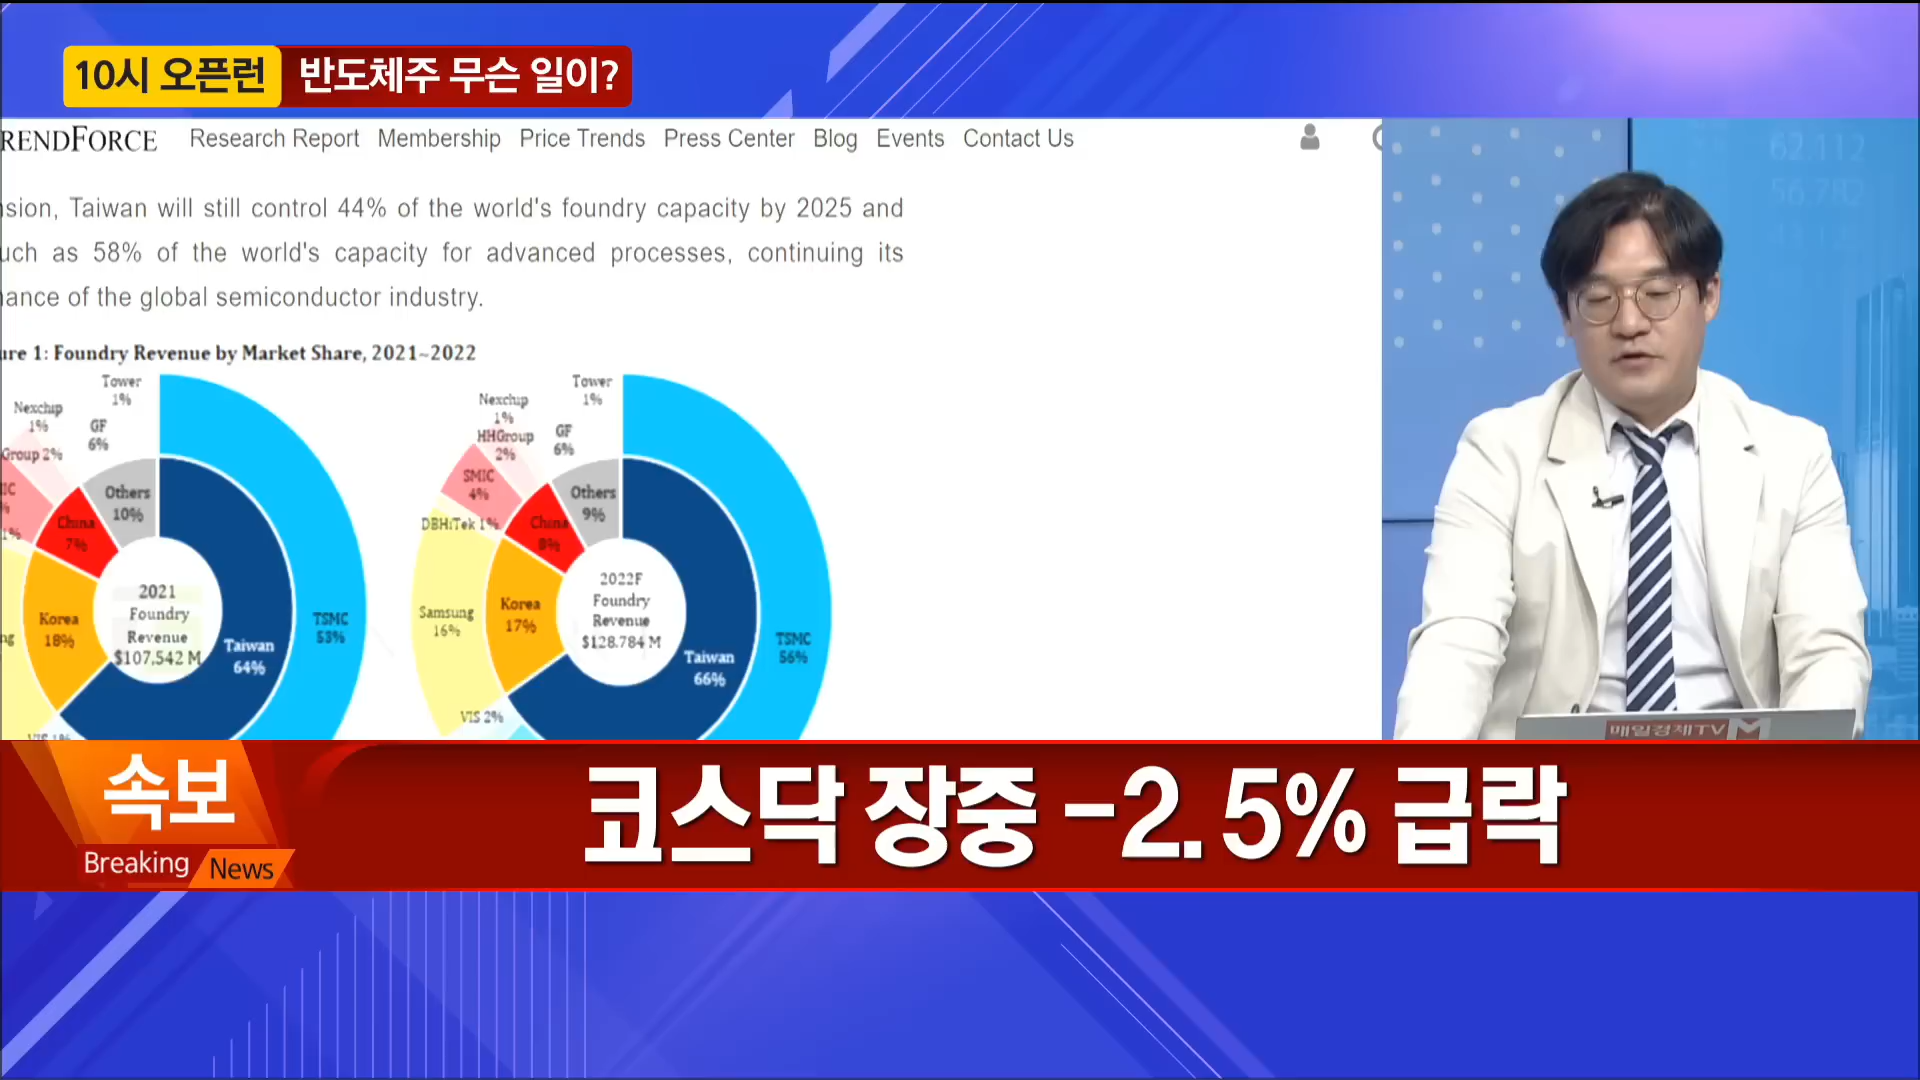 10시 오픈런 반도체주 무슨 일이?
RENDFORCE Research Report Membership Price Trends Press Center Blog Events Contact Us
62.112
56.782
Taiwan will still control 44% of the world's foundry capacity by 2025 and
as 58% of the world's capacity for advanced processes, continuing its
of the global semiconductor industry.
1: Foundry Revenue by Market Share, 2021~2022
Tower
1%
Nexchip
1%
GF
6%
Group 2%
Others
10%
China
7%
1%
Korea
18%
2021
Foundry
Revenue
$107,542 M
Taiwan
64%
TSMC
53%
VIS 1%
Tower
1%
Nexchip
1%
HHGroup
2%
GF
6%
SMIC
4%
Others
9%
DBHiTek 1%
China
8%
Samsung
16%
Korea
17%
2022F
Foundry
Revenue
$128.784 M
Taiwan
66%
TSMC
56%
VIS 2%
매일경제TV M
속보
Breaking News
코스닥 장중 -2.5% 급락